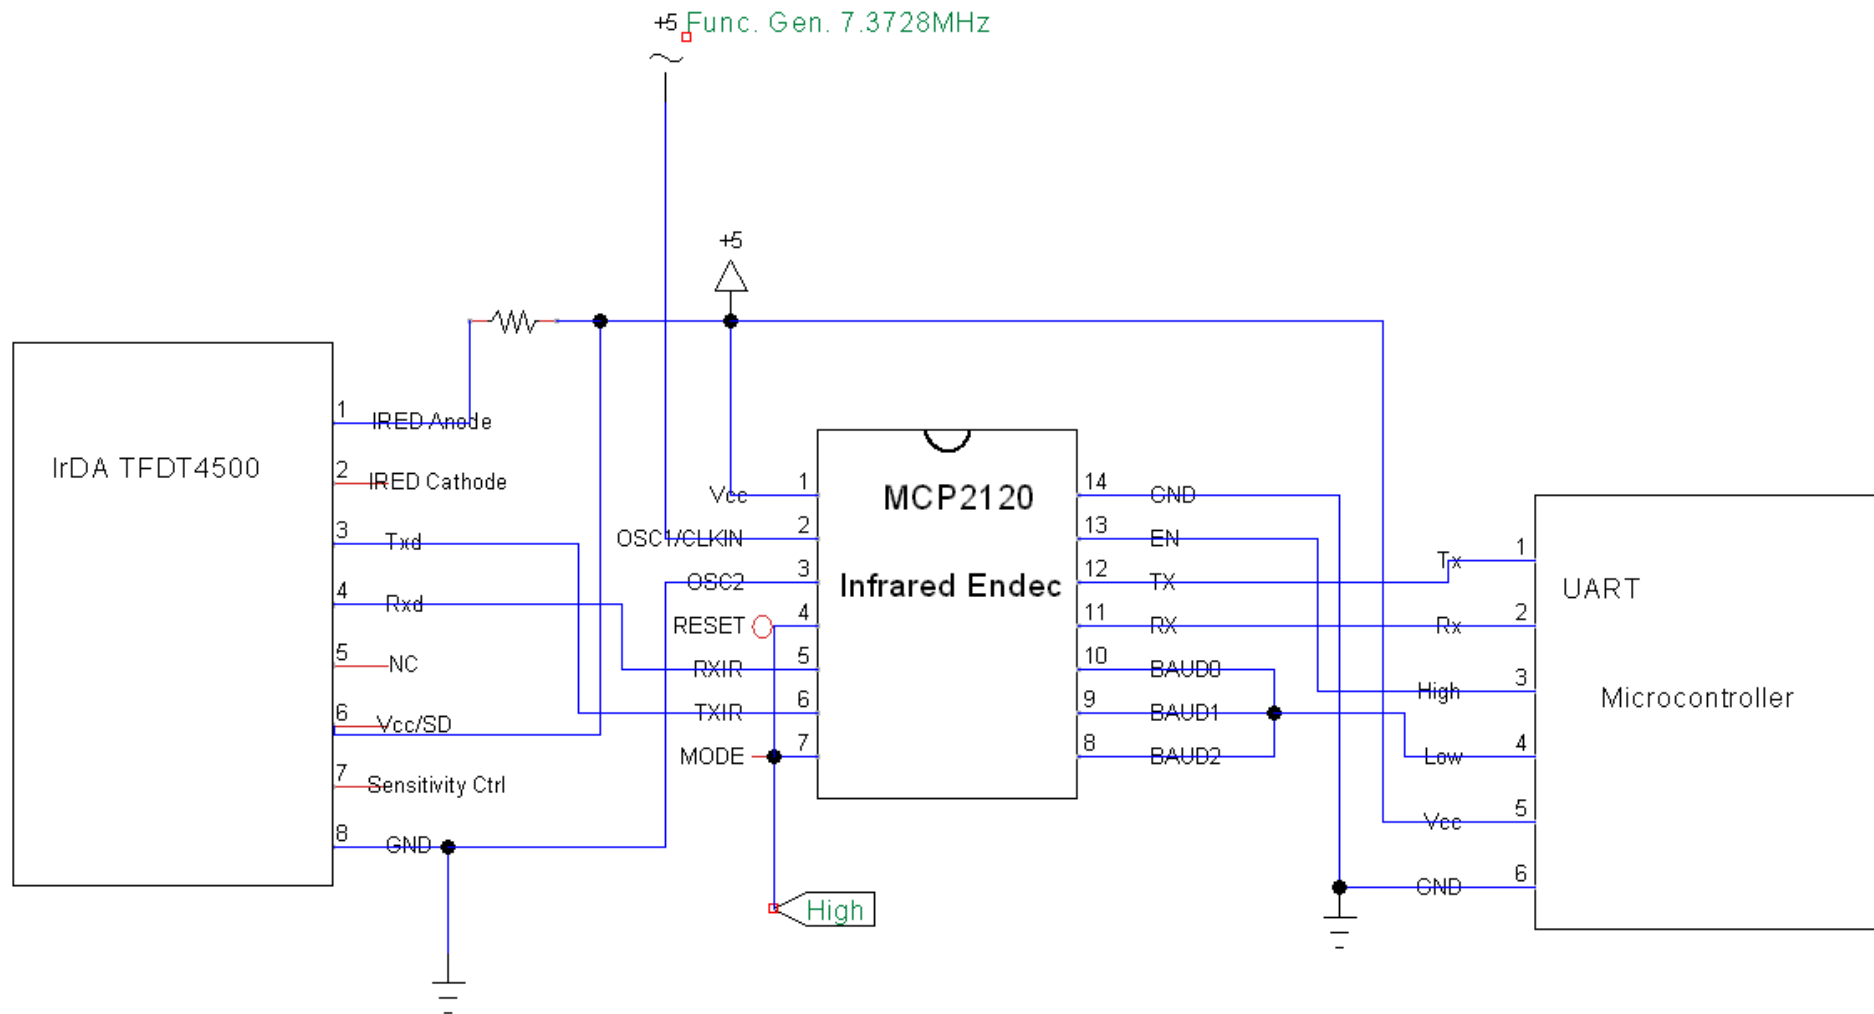 +5 Func. Gen. 7.3728MHz
+5
IrDA TFDT4500
1 IRED Anode
2 IRED Cathode
3 Txd
4 Rxd
5 NC
6 Vcc/SD
7 Sensitivity Ctrl
8 GND
MCP2120
Infrared Endec
Vcc 1
OSC1/CLKIN 2
OSC2 3
RESET 4
RXIR 5
TXIR 6
MODE 7
High
14 GND
13 EN
12 TX
11 RX
10 BAUD0
9 BAUD1
8 BAUD2
Tx 1
Rx 2
High 3
Low 4
Vcc 5
GND 6
UART
Microcontroller